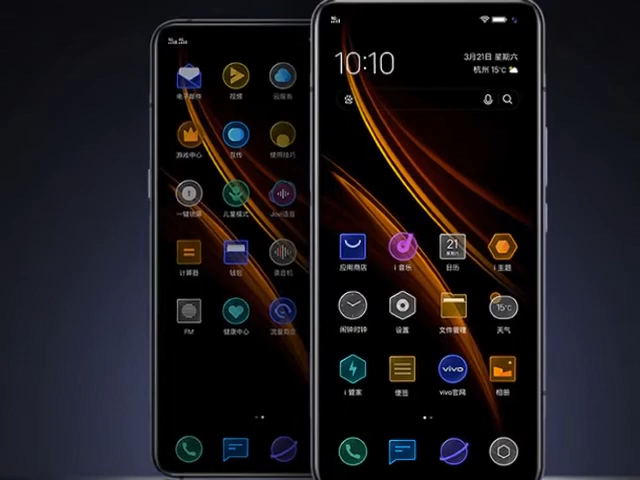 10:10
3月21日 星期六
杭州 15℃
应用商店
i 音乐
21
星期六
日历
i 主题
闹钟时钟
设置
文件管理
15℃
天气
i 管家
便签
vivo
vivo官网
相册
电子邮件
视频
云服务
游戏中心
互传
使用技巧
一键锁屏
儿童模式
Jovi语音
计算器
钱包
录音机
FM
健康中心